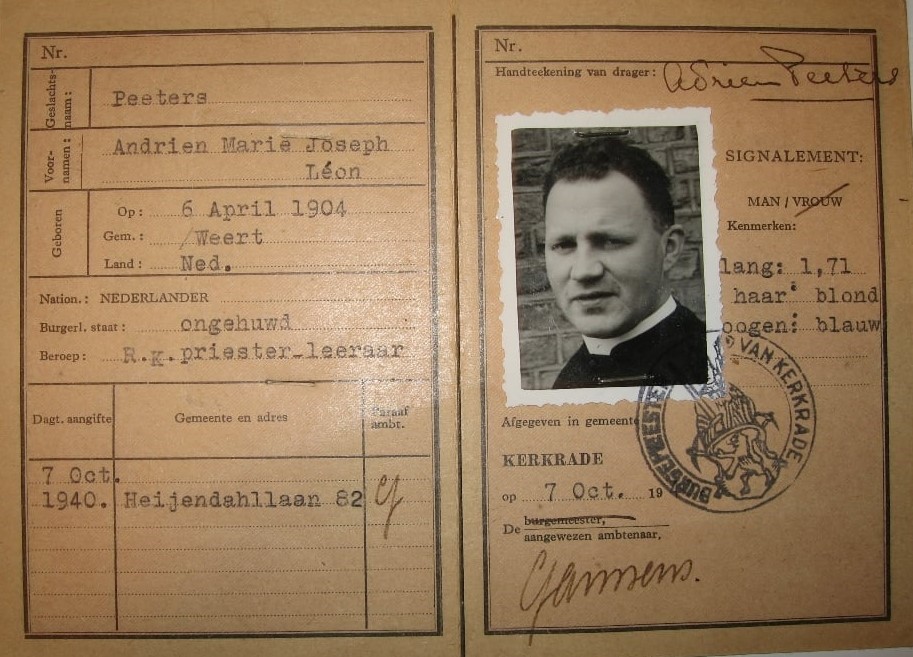 Nr.
Geslachts-
naam:
Peeters
Voor-
namen:
Andrien Marie Joseph
Léon
Geboren
Op: 6 April 1904
Gem.: Weert
Land: Ned.
Nation.: NEDERLANDER
Burgerl. staat: ongehuwd
Beroep: R.K. priester-leeraar
Dagt. aangifte
Gemeente en adres
Paraaf
ambt.
7 Oct.
1940. Heijendahllaan 82
Nr.
Handteekening van drager: Adrien Peeters
SIGNALEMENT:
MAN / VROUW
Kenmerken:
lang: 1,71
haar: blond
oogen: blauw
BURGEMEESTER VAN KERKRADE
Afgegeven in gemeente
KERKRADE
op 7 Oct. 19
De burgemeester,
aangewezen ambtenaar,